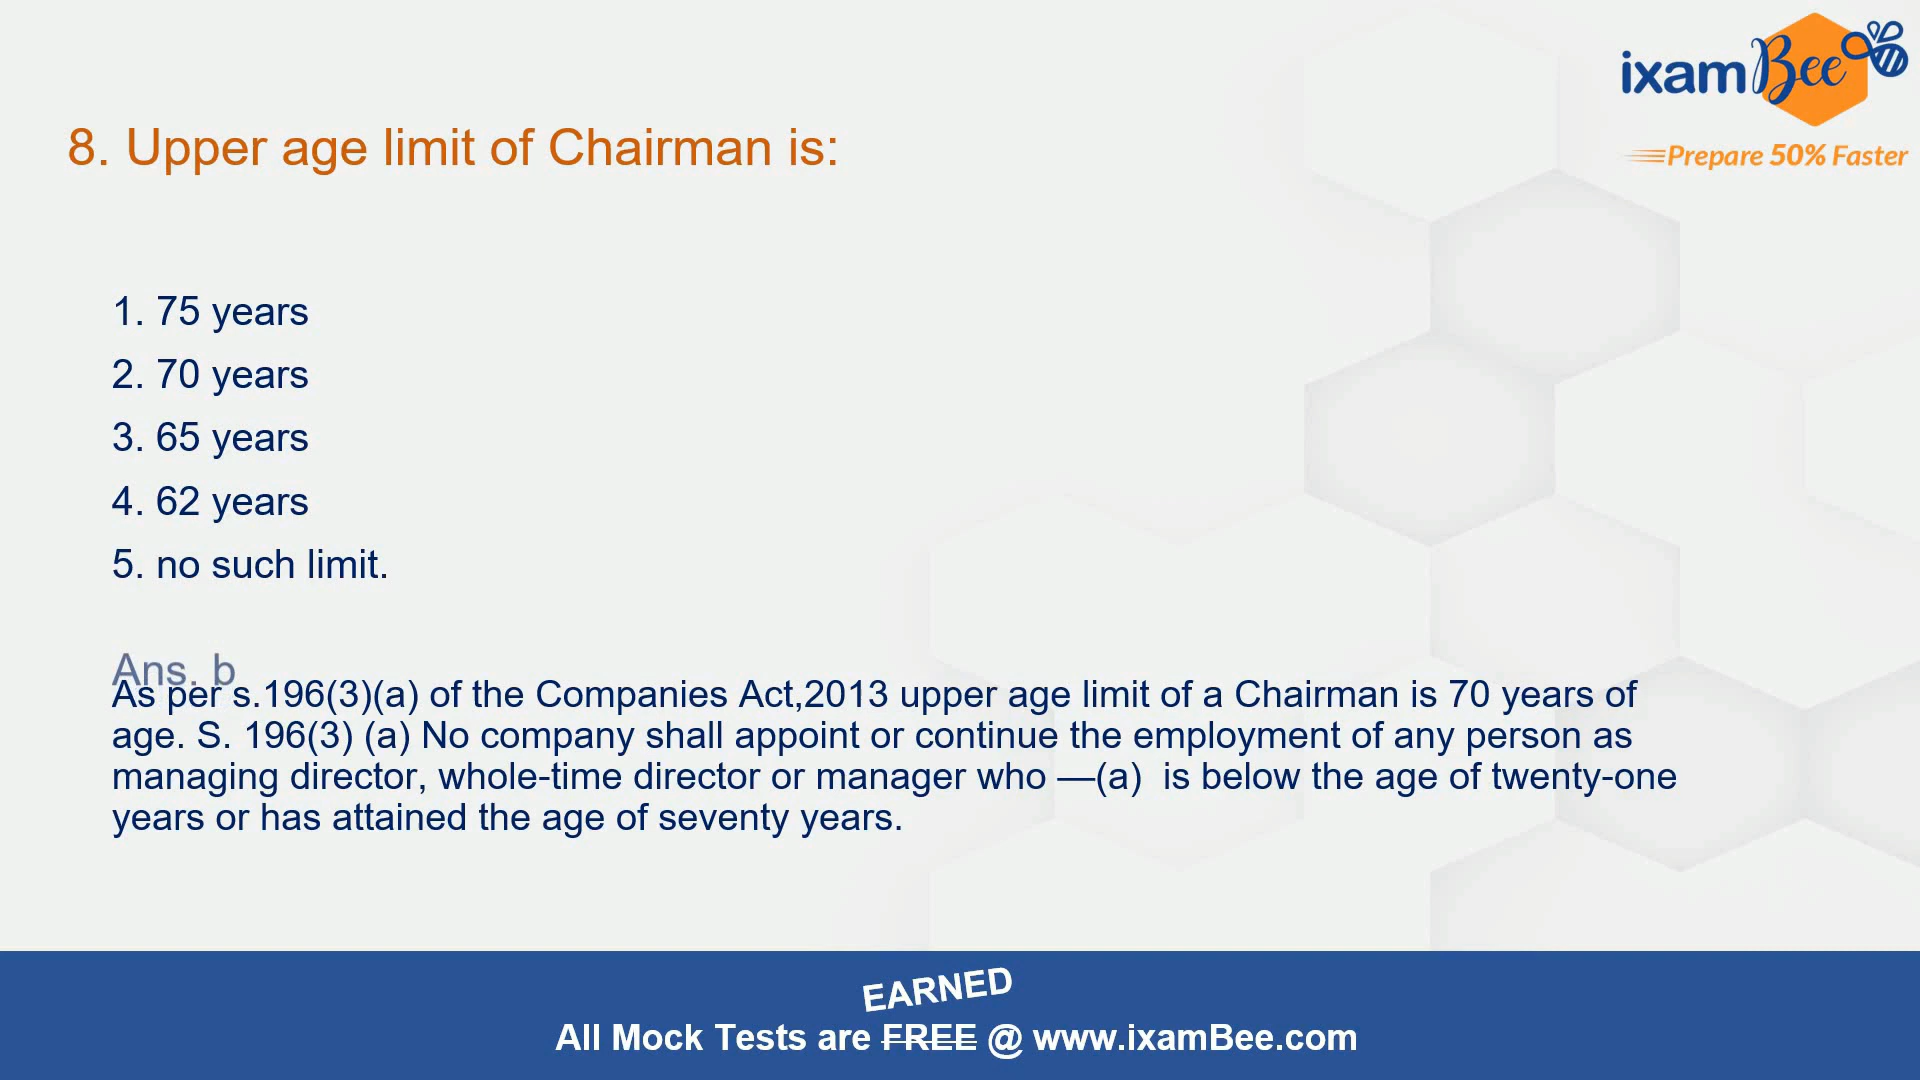 ixamBee
Prepare 50% Faster
8. Upper age limit of Chairman is:
1. 75 years
2. 70 years
3. 65 years
4. 62 years
5. no such limit.
Ans. b
As per s.196(3)(a) of the Companies Act,2013 upper age limit of a Chairman is 70 years of
age. S. 196(3) (a) No company shall appoint or continue the employment of any person as
managing director, whole-time director or manager who —(a) is below the age of twenty-one
years or has attained the age of seventy years.
EARNED
All Mock Tests are FREE @ www.ixamBee.com